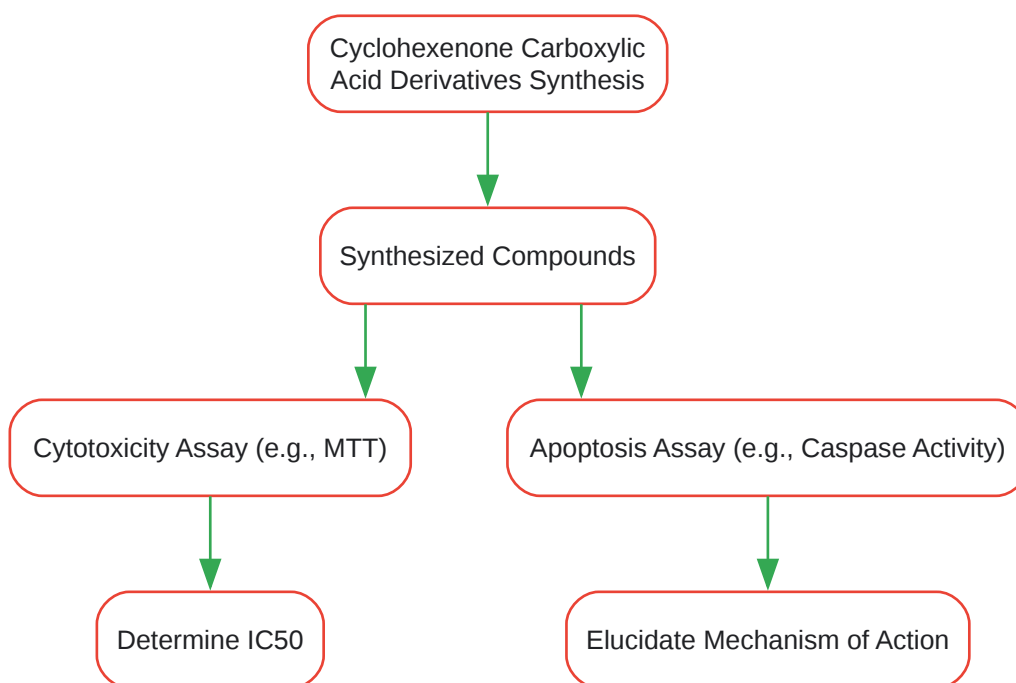 Cyclohexenone Carboxylic
Acid Derivatives Synthesis
Synthesized Compounds
Cytotoxicity Assay (e.g., MTT)
Apoptosis Assay (e.g., Caspase Activity)
Determine IC50
Elucidate Mechanism of Action